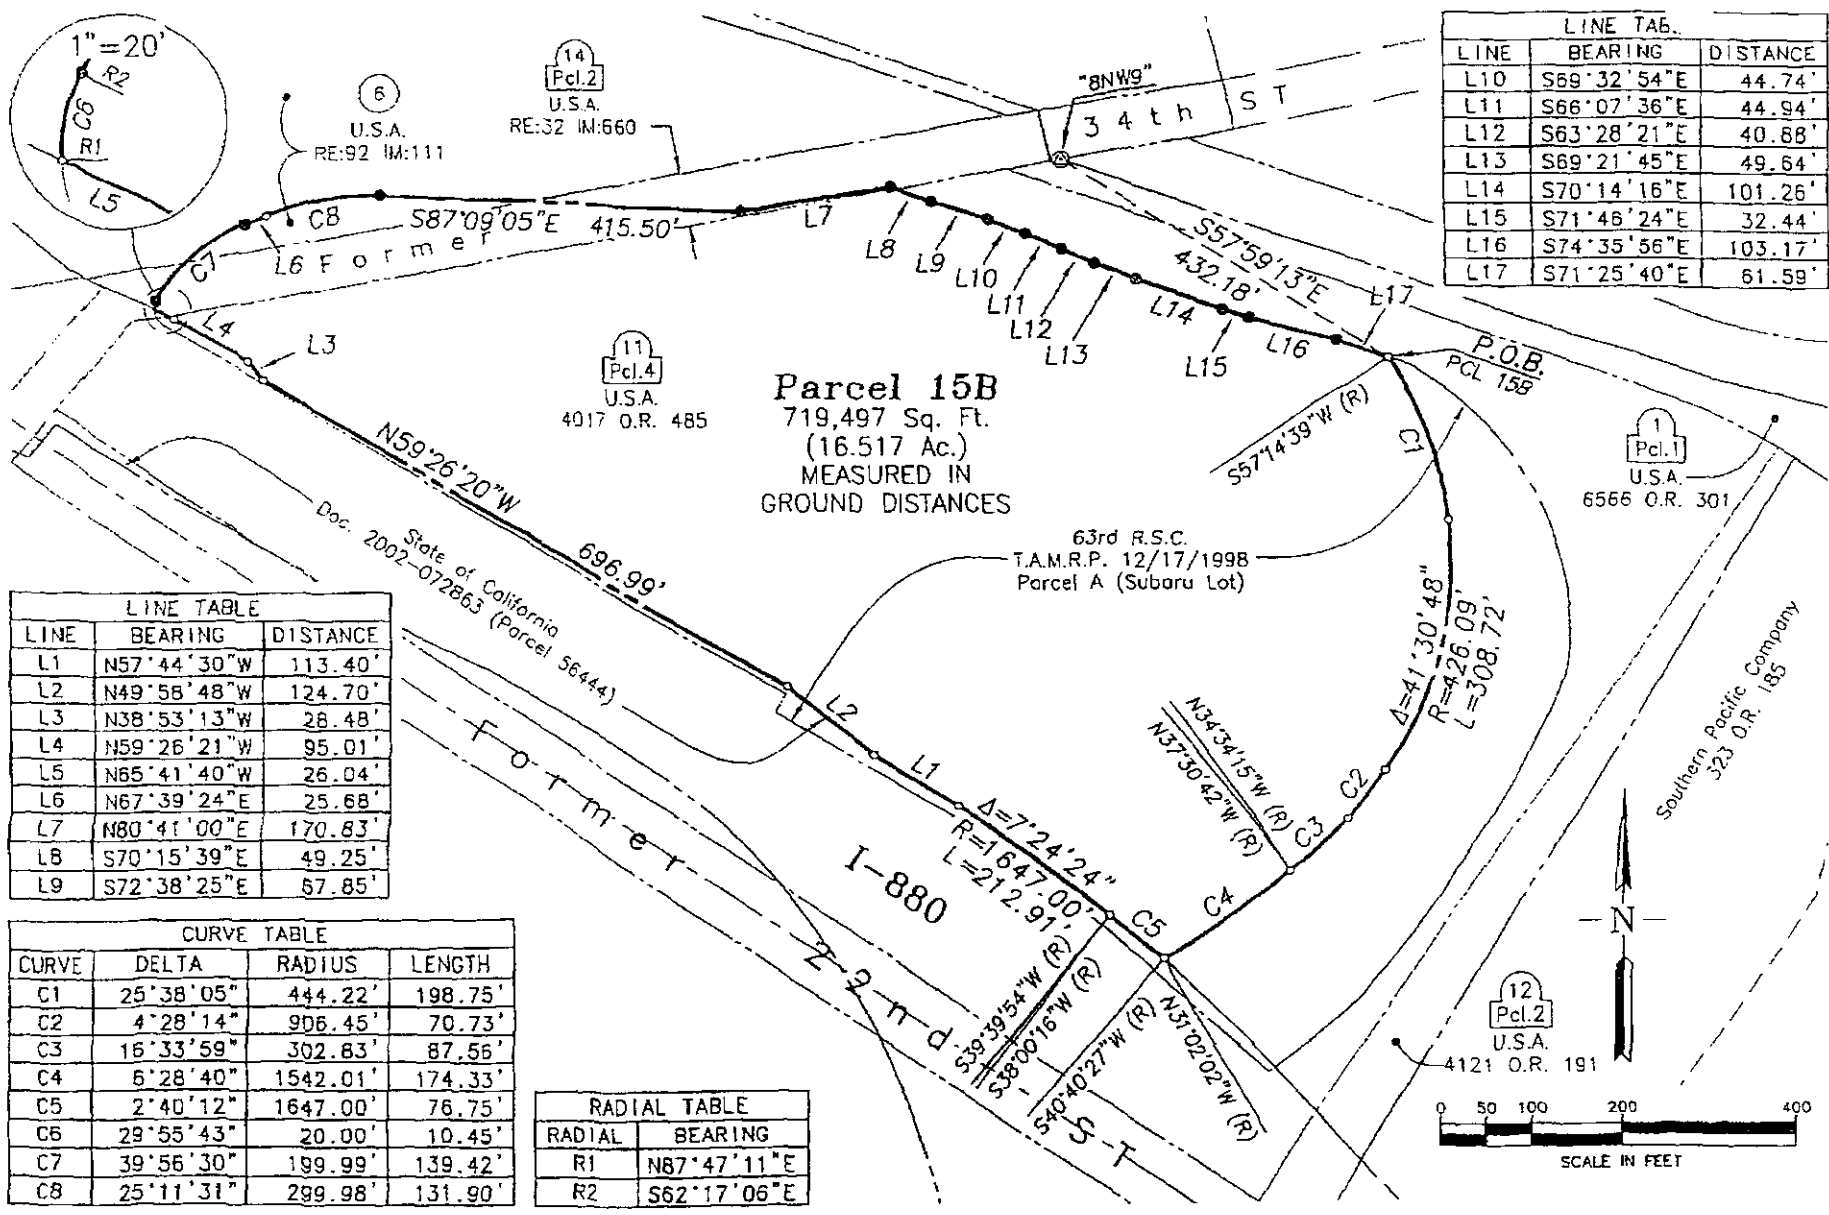 1"=20'
R2
C6
R1
L5
6
U.S.A.
RE:92 IM:111
14
Pcl.2
U.S.A.
RE:32 IM:660
"8NW9"
34th ST
LINE TAB
LINE BEARING DISTANCE
L10 S69°32'54"E 44.74'
L11 S66°07'36"E 44.94'
L12 S63°28'21"E 40.88'
L13 S69°21'45"E 49.64'
L14 S70°14'16"E 101.26'
L15 S71°46'24"E 32.44'
L16 S74°35'56"E 103.17'
L17 S71°25'40"E 61.59'
C7
L6
C8
S87°09'05"E 415.50'
Former
L7
L8
L9
L10
L11
L12
L13
L14
L15
L16
L17
S57°59'13"E
432.18'
P.O.B.
PCL 15B
L4
L3
11
Pcl.4
U.S.A.
4017 O.R. 485
Parcel 15B
719,497 Sq. Ft.
(16.517 Ac.)
MEASURED IN
GROUND DISTANCES
S57°14'39"W (R)
C1
1
Pcl.1
U.S.A.
6566 O.R. 301
N59°26'20"W
696.99'
State of California
Doc. 2002-072863 (Parcel 56444)
63rd R.S.C.
T.A.M.R.P. 12/17/1998
Parcel A (Subaru Lot)
Δ=41°30'48"
R=426.09'
L=308.72'
Southern Pacific Company
323 O.R. 185
LINE TABLE
LINE BEARING DISTANCE
L1 N57°44'30"W 113.40'
L2 N49°58'48"W 124.70'
L3 N38°53'13"W 28.48'
L4 N59°26'21"W 95.01'
L5 N65°41'40"W 26.04'
L6 N67°39'24"E 25.68'
L7 N80°41'00"E 170.83'
L8 S70°15'39"E 49.25'
L9 S72°38'25"E 67.85'
L2
L1
Δ=7°24'24"
R=1647.00'
L=212.91'
N34°34'15"W (R)
N37°30'42"W (R)
C2
C3
C4
C5
I-880
Former 22nd ST
S39°39'54"W (R)
S38°00'16"W (R)
S40°40'27"W (R)
N31°02'02"W (R)
CURVE TABLE
CURVE DELTA RADIUS LENGTH
C1 25°38'05" 444.22' 198.75'
C2 4°28'14" 906.45' 70.73'
C3 16°33'59" 302.83' 87.56'
C4 6°28'40" 1542.01' 174.33'
C5 2°40'12" 1647.00' 76.75'
C6 29°55'43" 20.00' 10.45'
C7 39°56'30" 199.99' 139.42'
C8 25°11'31" 299.98' 131.90'
RADIAL TABLE
RADIAL BEARING
R1 N87°47'11"E
R2 S62°17'06"E
N
12
Pcl.2
U.S.A.
4121 O.R. 191
0 50 100 200 400
SCALE IN FEET